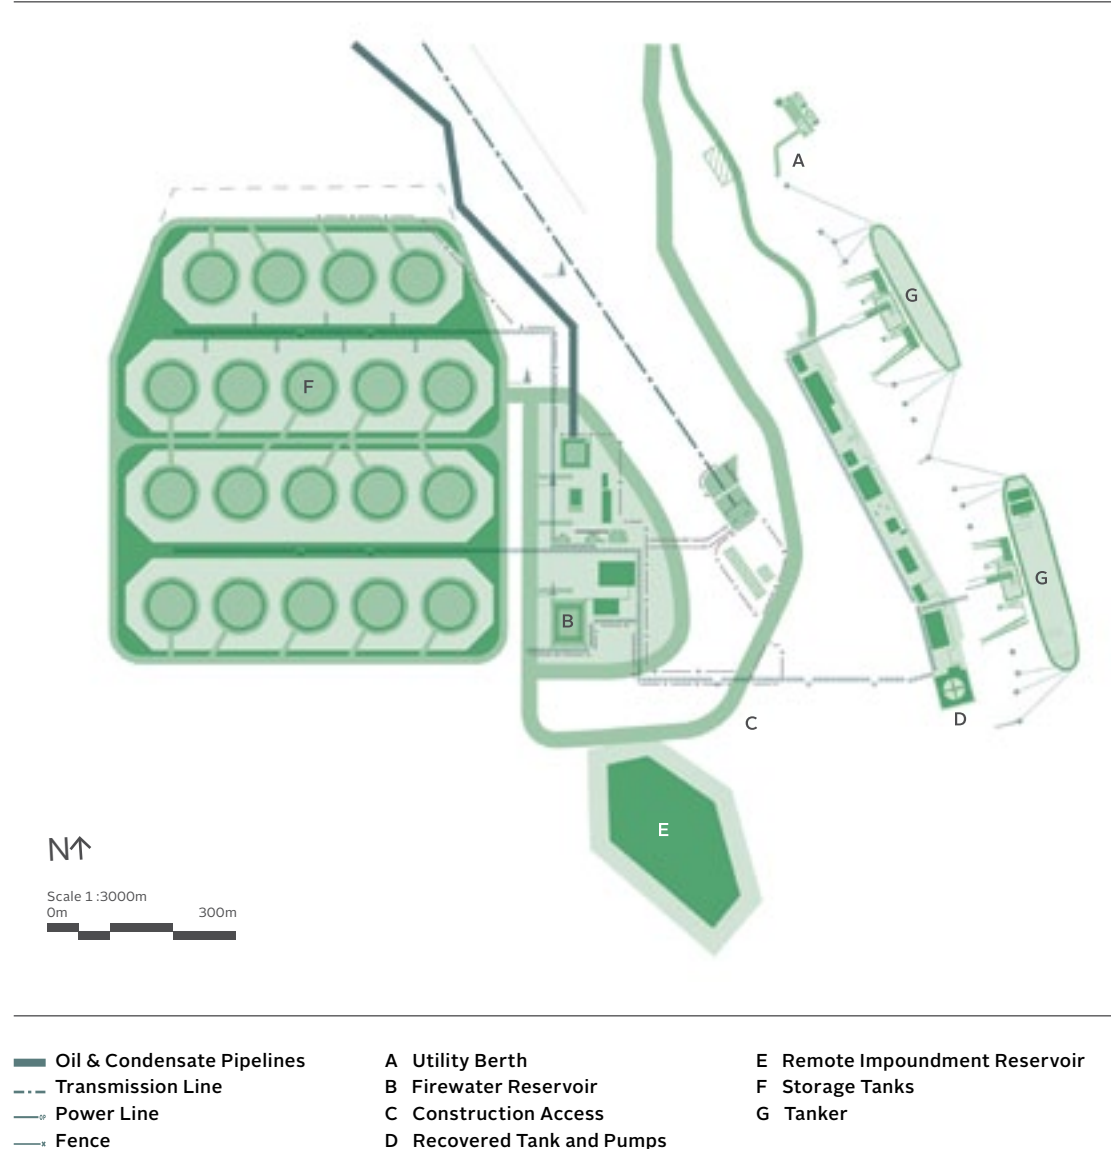 A
G
F
G
B
C
D
E
N
Scale 1:3000m
0m 300m
Oil & Condensate Pipelines
Transmission Line
Power Line
Fence
A Utility Berth
B Firewater Reservoir
C Construction Access
D Recovered Tank and Pumps
E Remote Impoundment Reservoir
F Storage Tanks
G Tanker